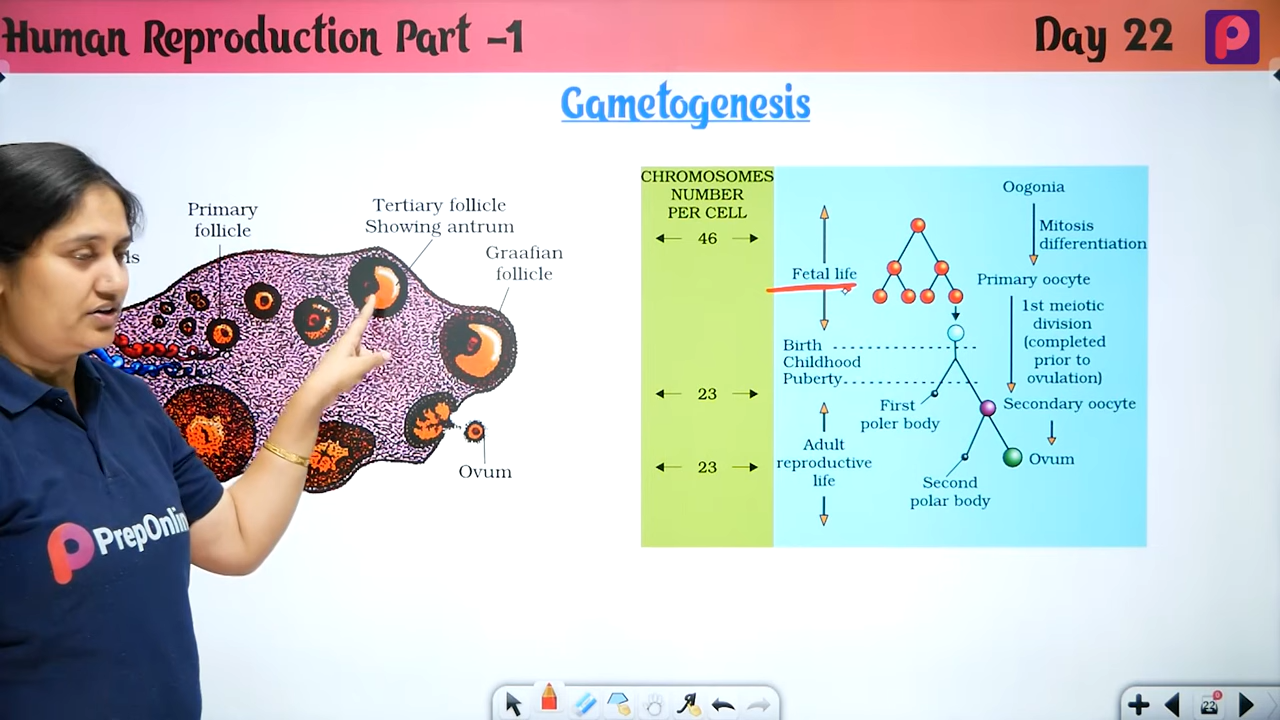 Human Reproduction Part -1
Day 22
Gametogenesis
Primary
follicle
Tertiary follicle
Showing antrum
Graafian
follicle
Ovum
CHROMOSOMES
NUMBER
PER CELL
46
23
23
Fetal life
Birth
Childhood
Puberty
Adult
reproductive
life
First
poler body
Second
polar body
Oogonia
Mitosis
differentiation
Primary oocyte
1st meiotic
division
(completed
prior to
ovulation)
Secondary oocyte
Ovum
PrepOnlin
22